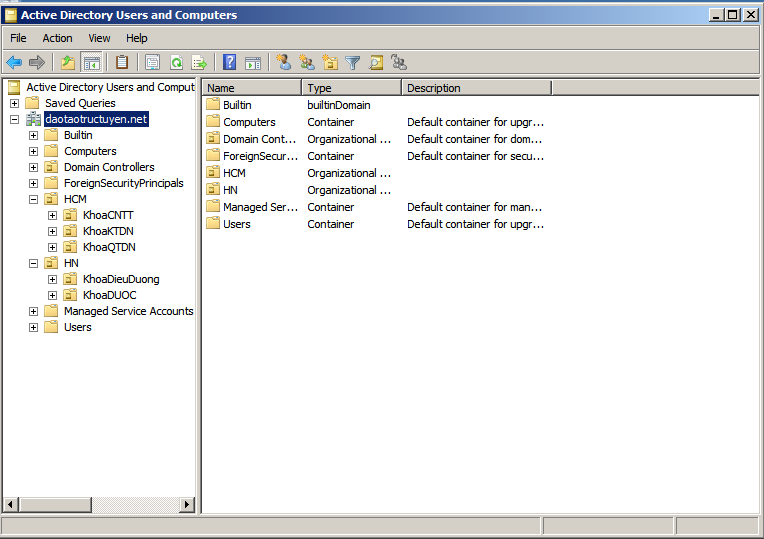 Active Directory Users and Computers
File Action View Help
Active Directory Users and Comput
Saved Queries
daotaotructuyen.net
Builtin
Computers
Domain Controllers
ForeignSecurityPrincipals
HCM
KhoaCNTT
KhoaKTDN
KhoaQTDN
HN
KhoaDieuDuong
KhoaDUOC
Managed Service Accounts
Users
Name Type Description
Builtin builtinDomain
Computers Container Default container for upgr...
Domain Cont... Organizational ... Default container for dom...
ForeignSecur... Container Default container for secu...
HCM Organizational ...
HN Organizational ...
Managed Ser... Container Default container for man...
Users Container Default container for upgr...